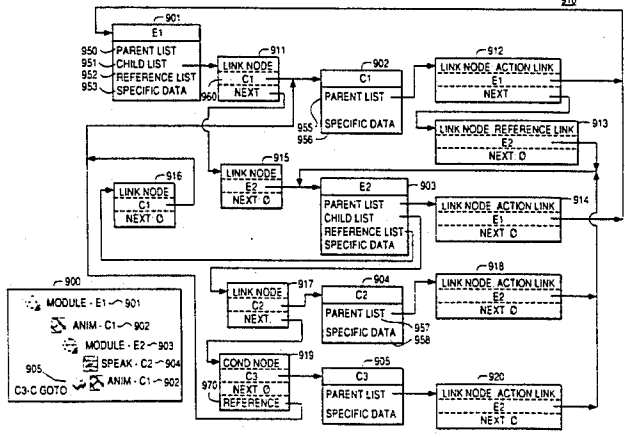 910
901
E1
950
PARENT LIST
951
CHILD LIST
952
REFERENCE LIST
953
SPECIFIC DATA
911
LINK NODE
C1
NEXT
960
902
C1
PARENT LIST
SPECIFIC DATA
955
956
912
LINK NODE ACTION LINK
E1
NEXT
913
LINK NODE REFERENCE LINK
E2
NEXT Ø
916
LINK NODE
C1
NEXT Ø
915
LINK NODE
E2
NEXT Ø
903
E2
PARENT LIST
CHILD LIST
REFERENCE LIST
SPECIFIC DATA
914
LINK NODE ACTION LINK
E1
NEXT Ø
917
LINK NODE
C2
NEXT.
904
C2
PARENT LIST
SPECIFIC DATA
957
958
918
LINK NODE ACTION LINK
E2
NEXT Ø
919
COND NODE
C3
NEXT Ø
REFERENCE
970
905
C3
PARENT LIST
SPECIFIC DATA
920
LINK NODE ACTION LINK
E2
NEXT
900
MODULE - E1 901
ANIM - C1 902
MODULE - E2 903
SPEAK - C2 904
905
C3-C GOTO ANIM - C1 902